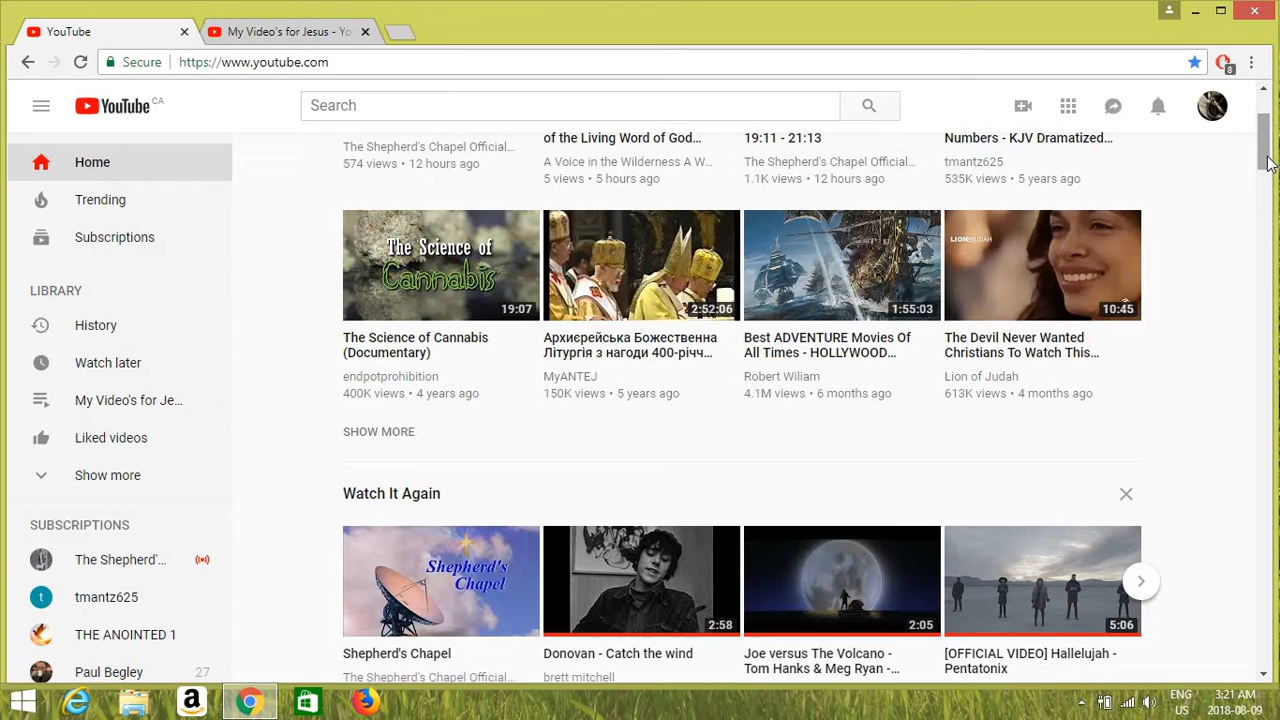 YouTube
My Video's for Jesus - Yo
Secure
https://www.youtube.com
8
YouTube CA
Search
Home
Trending
Subscriptions
LIBRARY
History
Watch later
My Video's for Je...
Liked videos
Show more
SUBSCRIPTIONS
The Shepherd'...
t
tmantz625
THE ANOINTED 1
Paul Begley 27
The Shepherd's Chapel Official...
574 views • 12 hours ago
of the Living Word of God...
A Voice in the Wilderness A W...
5 views • 5 hours ago
19:11 - 21:13
The Shepherd's Chapel Official...
1.1K views • 12 hours ago
Numbers - KJV Dramatized...
tmantz625
535K views • 5 years ago
The Science of
Cannabis
19:07
The Science of Cannabis
(Documentary)
endpotprohibition
400K views • 4 years ago
2:52:06
Архиєрейська Божественна
Літургія з нагоди 400-річч...
MyANTEJ
150K views • 5 years ago
1:55:03
Best ADVENTURE Movies Of
All Times - HOLLYWOOD...
Robert Wiliam
4.1M views • 6 months ago
LION JUDAH
10:45
The Devil Never Wanted
Christians To Watch This...
Lion of Judah
613K views • 4 months ago
SHOW MORE
Watch It Again
Shepherd's
Chapel
Shepherd's Chapel
The Shepherd's Chapel Official...
2:58
Donovan - Catch the wind
brett mitchell
2:05
Joe versus The Volcano -
Tom Hanks & Meg Ryan -...
5:06
[OFFICIAL VIDEO] Hallelujah -
Pentatonix
ENG
US
3:21 AM
2018-08-09